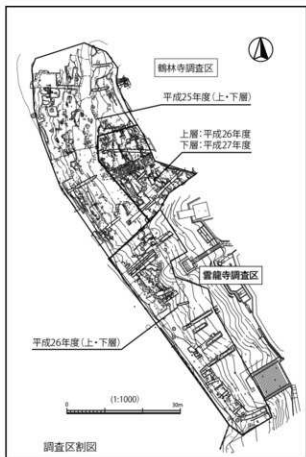 鶴林寺調査区
平成25年度(上・下層)
上層:平成26年度
下層:平成27年度
雲龍寺調査区
平成26年度(上・下層)
(1:1000)
0
30m
調査区割図